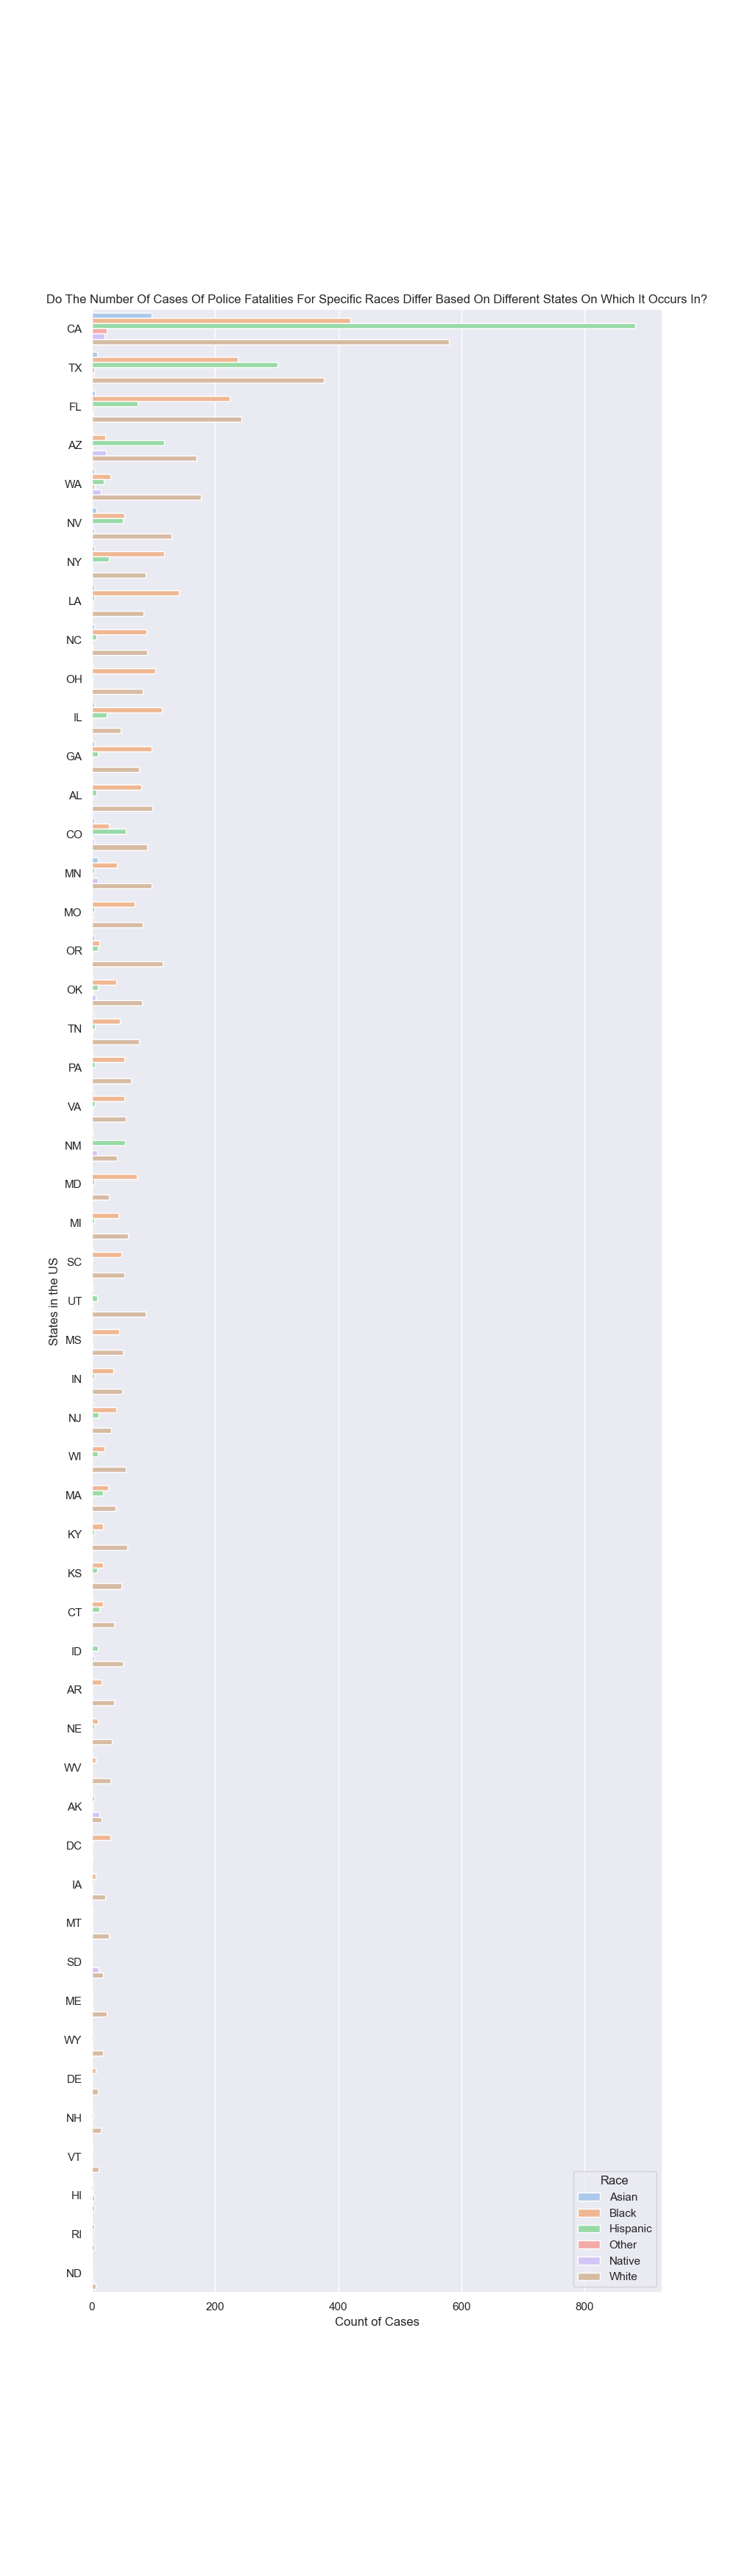 Do The Number Of Cases Of Police Fatalities For Specific Races Differ Based On Different States On Which It Occurs In?
CA
TX
FL
AZ
WA
NV
NY
LA
NC
OH
IL
GA
AL
CO
MN
MO
OR
OK
TN
PA
VA
NM
MD
MI
SC
UT
MS
IN
NJ
WI
MA
KY
KS
CT
ID
AR
NE
WV
AK
DC
IA
MT
SD
ME
WY
DE
NH
VT
HI
RI
ND
States in the US
Race
Asian
Black
Hispanic
Other
Native
White
0 200 400 600 800
Count of Cases